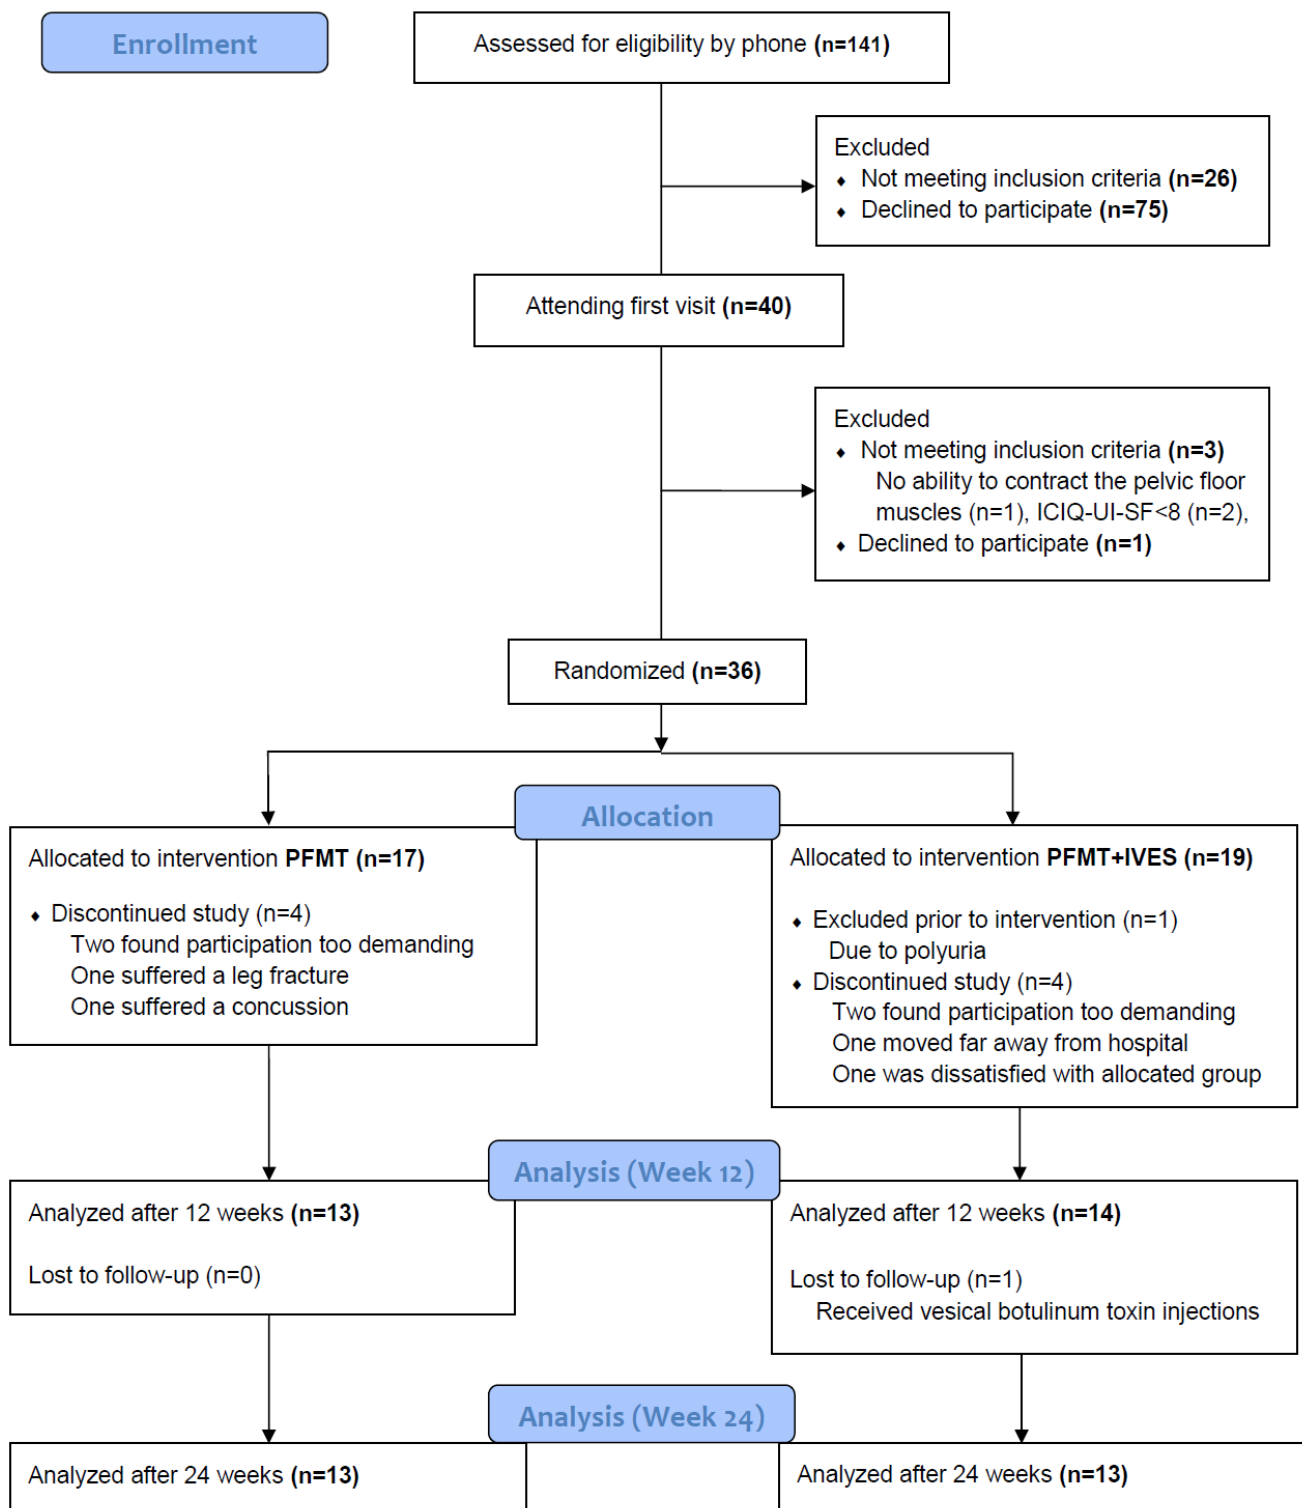 Enrollment
Assessed for eligibility by phone (n=141)
Excluded
⬧ Not meeting inclusion criteria (n=26)
⬧ Declined to participate (n=75)
Attending first visit (n=40)
Excluded
⬧ Not meeting inclusion criteria (n=3)
No ability to contract the pelvic floor
muscles (n=1), ICIQ-UI-SF<8 (n=2),
⬧ Declined to participate (n=1)
Randomized (n=36)
Allocation
Allocated to intervention PFMT (n=17)
⬧ Discontinued study (n=4)
Two found participation too demanding
One suffered a leg fracture
One suffered a concussion
Allocated to intervention PFMT+IVES (n=19)
⬧ Excluded prior to intervention (n=1)
Due to polyuria
⬧ Discontinued study (n=4)
Two found participation too demanding
One moved far away from hospital
One was dissatisfied with allocated group
Analysis (Week 12)
Analyzed after 12 weeks (n=13)
Lost to follow-up (n=0)
Analyzed after 12 weeks (n=14)
Lost to follow-up (n=1)
Received vesical botulinum toxin injections
Analysis (Week 24)
Analyzed after 24 weeks (n=13)
Analyzed after 24 weeks (n=13)